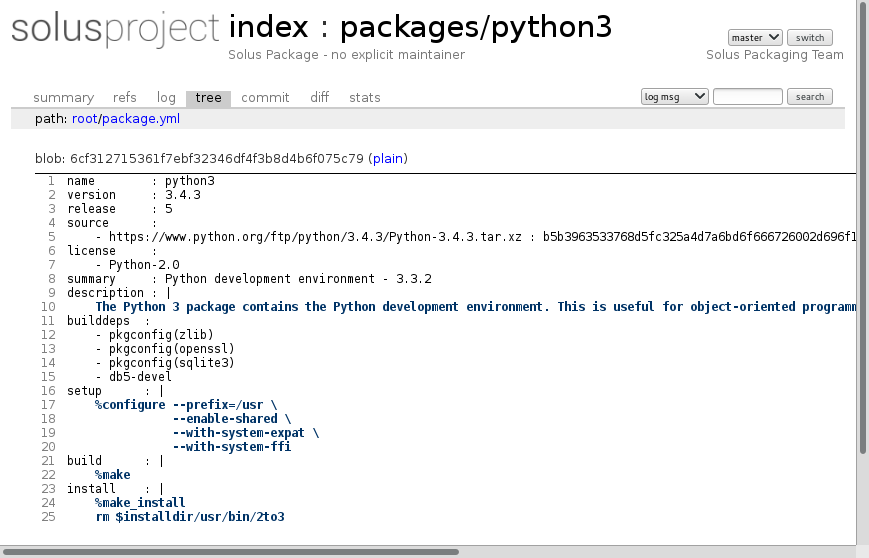 solusproject
index : packages/python3
master
switch
Solus Package - no explicit maintainer
Solus Packaging Team
summary refs log tree commit diff stats
log msg
search
path: root/package.yml
blob: 6cf312715361f7ebf32346df4f3b8d4b6f075c79 (plain)
1 name        : python3
2 version     : 3.4.3
3 release     : 5
4 source      :
5     - https://www.python.org/ftp/python/3.4.3/Python-3.4.3.tar.xz : b5b3963533768d5fc325a4d7a6bd6f666726002d696f1
6 license     :
7     - Python-2.0
8 summary     : Python development environment - 3.3.2
9 description : |
10     The Python 3 package contains the Python development environment. This is useful for object-oriented programm
11 builddeps  :
12     - pkgconfig(zlib)
13     - pkgconfig(openssl)
14     - pkgconfig(sqlite3)
15     - db5-devel
16 setup      : |
17     %configure --prefix=/usr \
18                --enable-shared \
19                --with-system-expat \
20                --with-system-ffi
21 build      : |
22     %make
23 install    : |
24     %make_install
25     rm $installdir/usr/bin/2to3